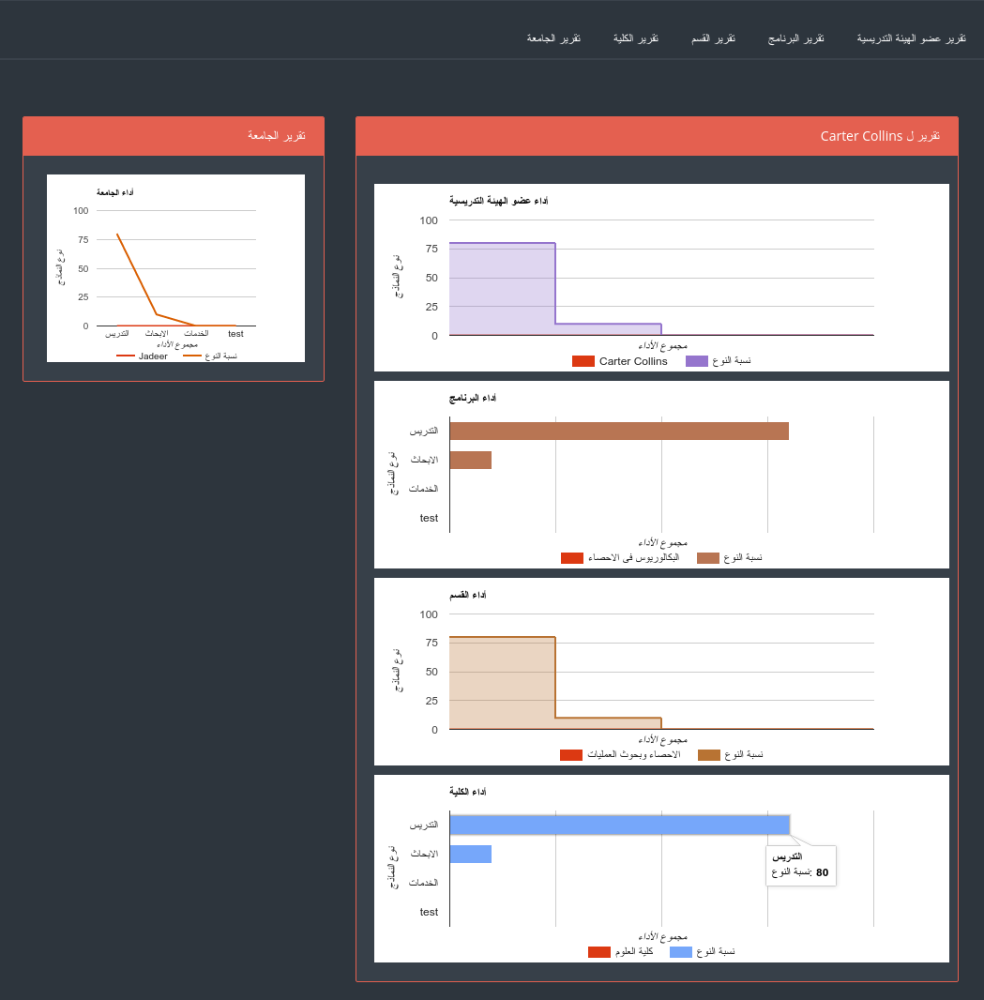 تقرير عضو الهيئة التدريسية
تقرير البرنامج
تقرير القسم
تقرير الكلية
تقرير الجامعة
تقرير ل Carter Collins
أداء عضو الهيئة التدريسية
100
75
50
25
0
نوع النماذج
مجموع الأداء
Carter Collins
نسبة النوع
أداء البرنامج
التدريس
الابحاث
الخدمات
test
نوع النماذج
مجموع الأداء
البكالوريوس فى الاحصاء
نسبة النوع
أداء القسم
100
75
50
25
0
نوع النماذج
مجموع الأداء
الاحصاء وبحوث العمليات
نسبة النوع
أداء الكلية
التدريس
الابحاث
الخدمات
test
نوع النماذج
التدريس
نسبة النوع: 80
مجموع الأداء
كلية العلوم
نسبة النوع
تقرير الجامعة
أداء الجامعة
100
75
50
25
0
نوع النماذج
التدريس
الابحاث
الخدمات
test
مجموع الأداء
Jadeer
نسبة النوع